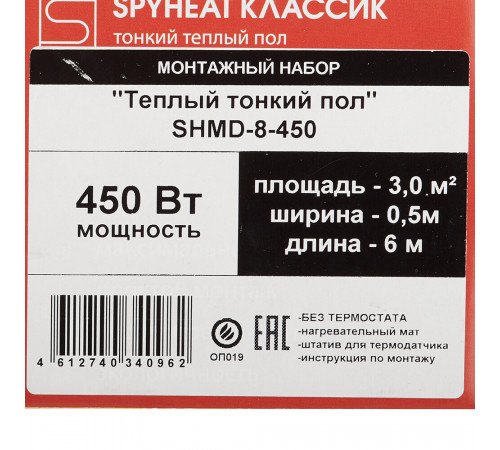 SPYHEAT КЛАССИК
тонкий теплый пол
МОНТАЖНЫЙ НАБОР
"Теплый тонкий пол"
SHMD-8-450
450 Вт
мощность
площадь - 3,0 м²
ширина - 0,5м
длина - 6 м
4 612740 340962
ОП019
EAC
-БЕЗ ТЕРМОСТАТА
-нагревательный мат
- штатив для термодатчика
-инструкция по монтажу